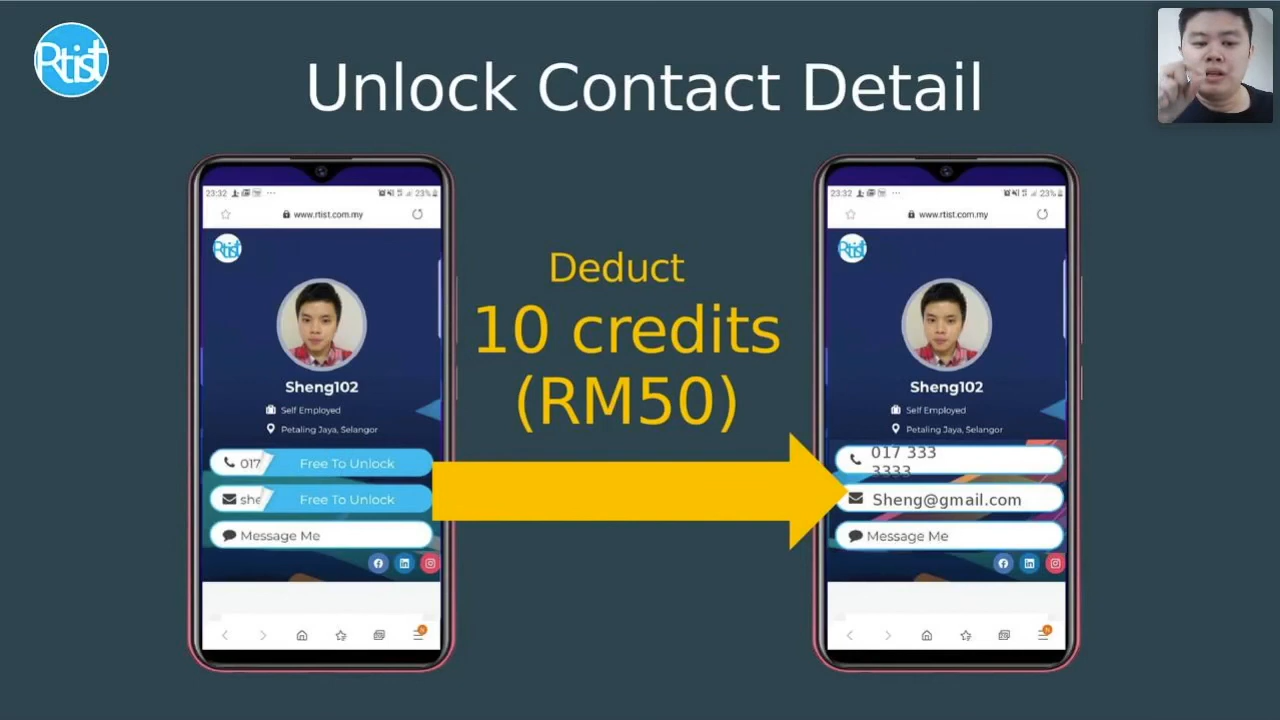 Rtist
Unlock Contact Detail
23:32
23%
www.rtist.com.my
Rtist
Sheng102
Self Employed
Petaling Jaya, Selangor
017
Free To Unlock
she
Free To Unlock
Message Me
N
Deduct
10 credits
(RM50)
23:32
23%
www.rtist.com.my
Rtist
Sheng102
Self Employed
Petaling Jaya, Selangor
017 333
3333
Sheng@gmail.com
Message Me
N